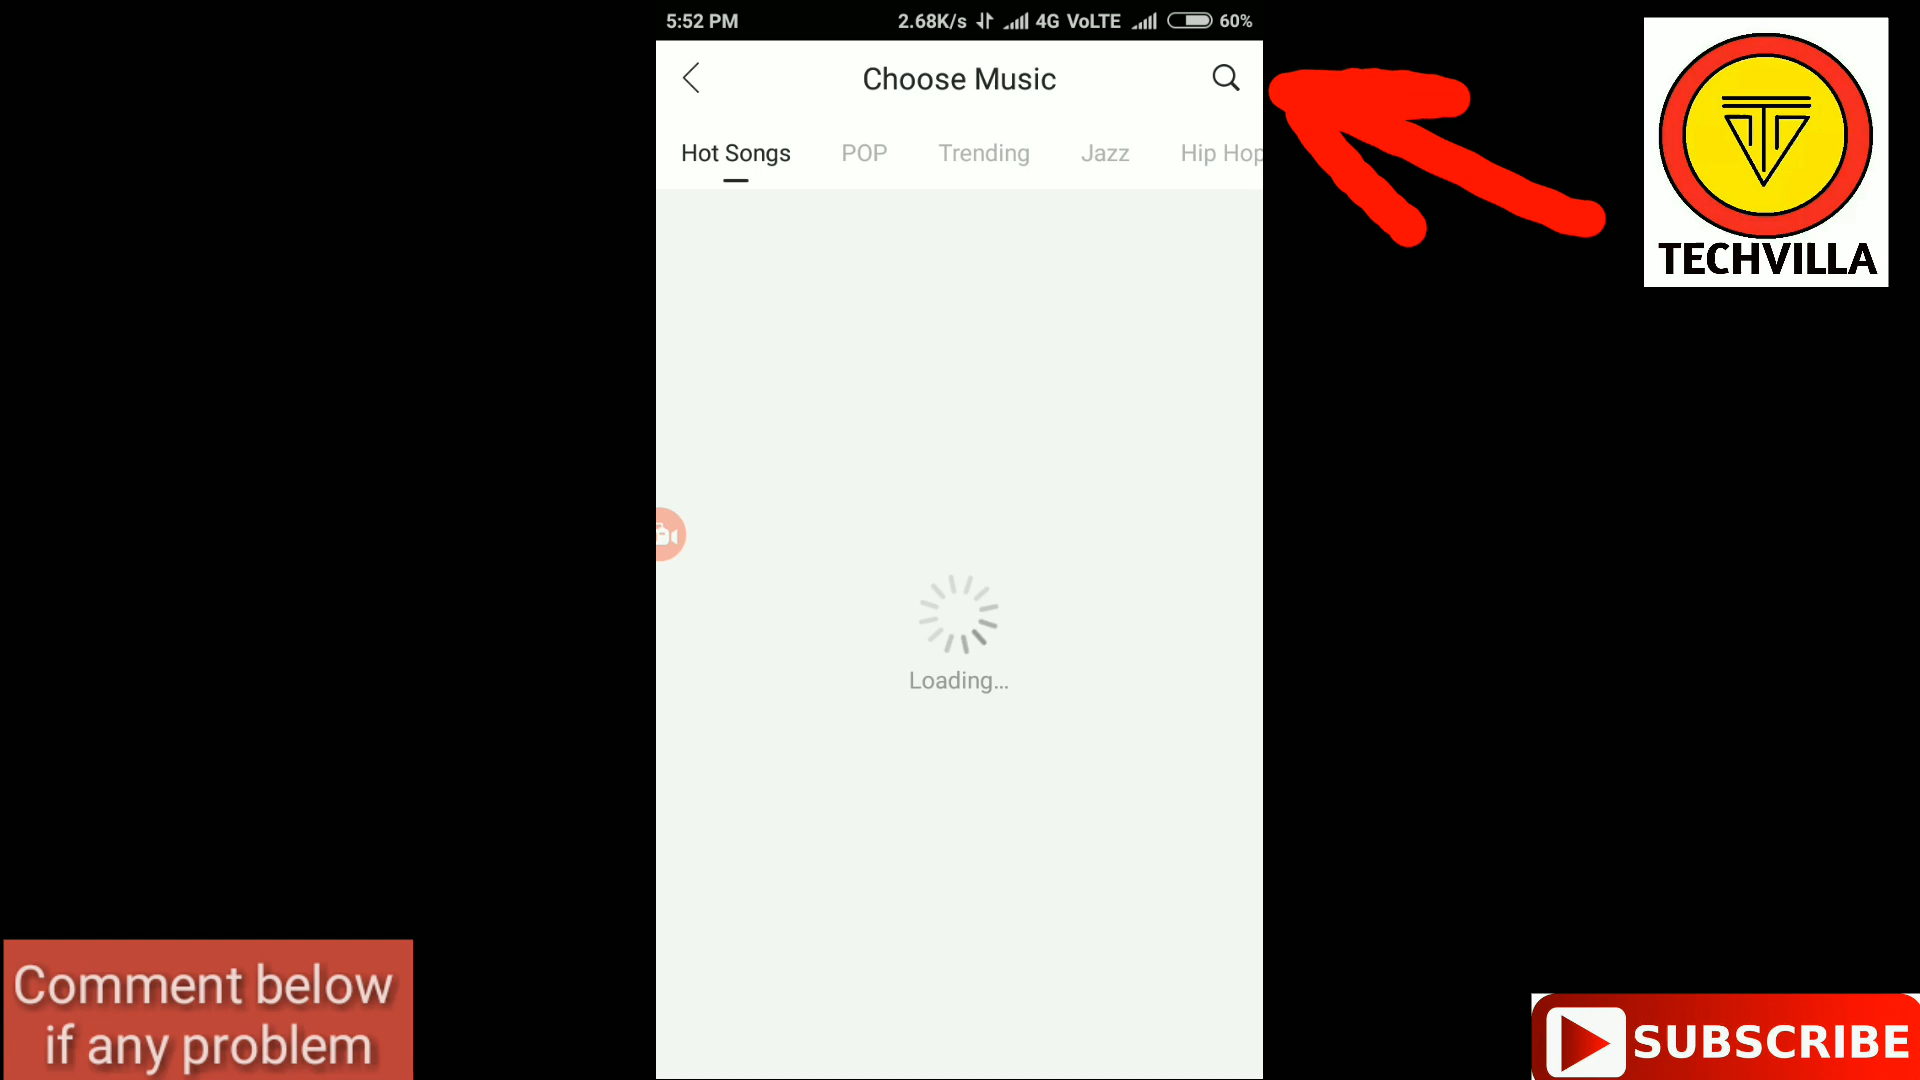 5:52 PM 2.68K/s 4G VoLTE 60%
Choose Music
Hot Songs POP Trending Jazz Hip Hop
Loading...
TECHVILLA
Comment below
if any problem
SUBSCRIBE